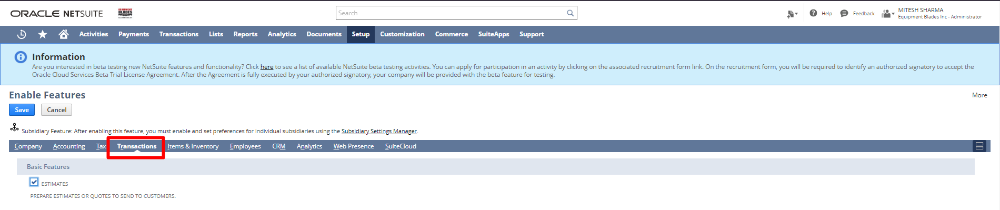 ORACLE NETSUITE
EQUIPMENT
BLADES
Search
Help
Feedback
MITESH SHARMA
Equipment Blades Inc - Administrator
Activities Payments Transactions Lists Reports Analytics Documents Setup Customization Commerce SuiteApps Support
Information
Are you interested in beta testing new NetSuite features and functionality? Click here to see a list of available NetSuite beta testing activities. You can apply for participation in an activity by clicking on the associated recruitment form link. On the recruitment form, you will be required to identify an authorized signatory to accept the
Oracle Cloud Services Beta Trial License Agreement. After the Agreement is fully executed by your authorized signatory, your company will be provided with the beta feature for testing.
Enable Features
More
Save Cancel
Subsidiary Feature: After enabling this feature, you must enable and set preferences for individual subsidiaries using the Subsidiary Settings Manager.
Company Accounting Tax Transactions Items & Inventory Employees CRM Analytics Web Presence SuiteCloud
Basic Features
ESTIMATES
PREPARE ESTIMATES OR QUOTES TO SEND TO CUSTOMERS.